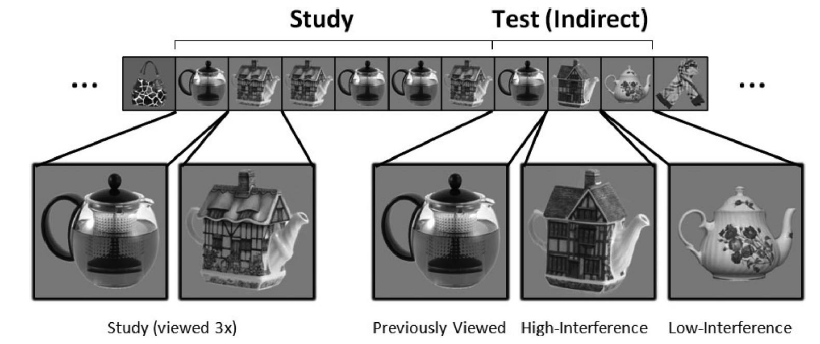 Study
Test (Indirect)
...
...
Study (viewed 3x)
Previously Viewed
High-Interference
Low-Interference